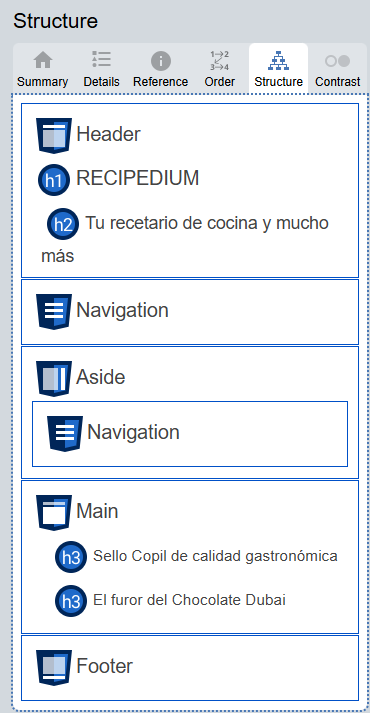 Structure
Summary Details Reference Order Structure Contrast
Header
h1 RECIPEDIUM
h2 Tu recetario de cocina y mucho
más
Navigation
Aside
Navigation
Main
h3 Sello Copil de calidad gastronómica
h3 El furor del Chocolate Dubai
Footer